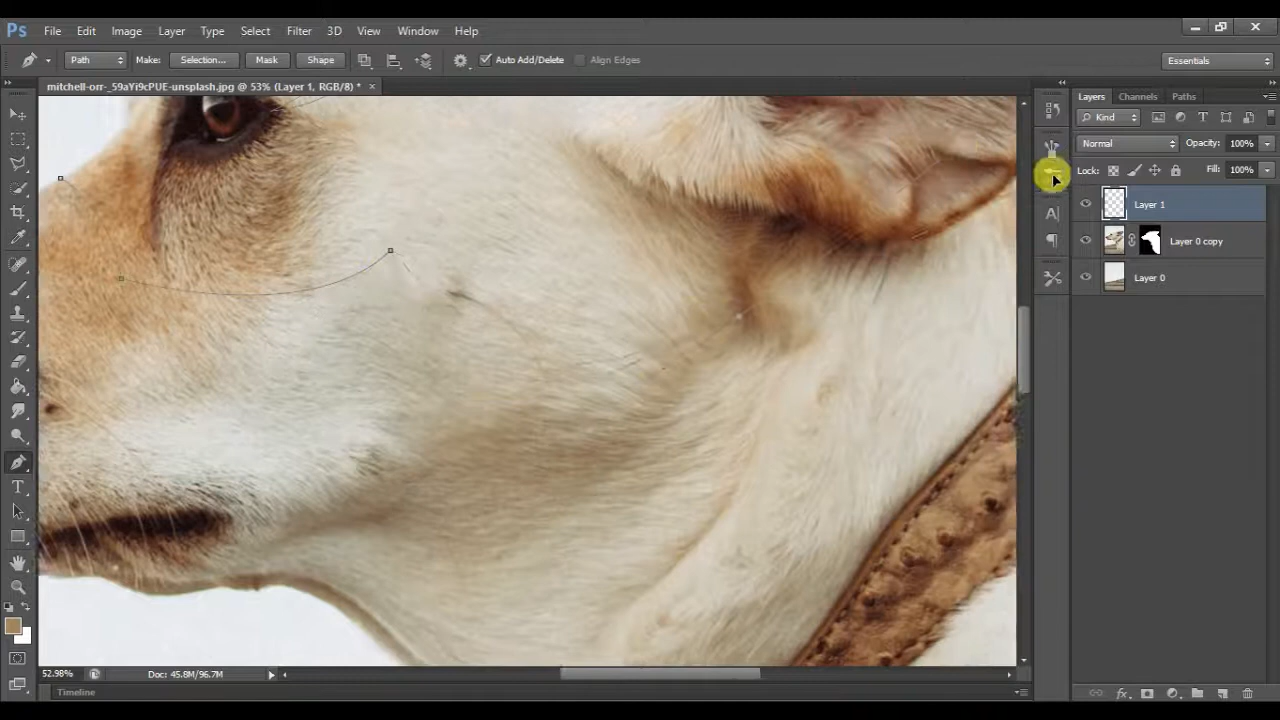 Ps File Edit Image Layer Type Select Filter 3D View Window Help
Path Make: Selection... Mask Shape Auto Add/Delete Align Edges Essentials
mitchell-orr-_59aYi9cPUE-unsplash.jpg @ 53% (Layer 1, RGB/8) * ×
Layers Channels Paths
Kind
Normal Opacity: 100%
Lock: Fill: 100%
Layer 1
Layer 0 copy
Layer 0
52.98% Doc: 45.8M/96.7M
Timeline